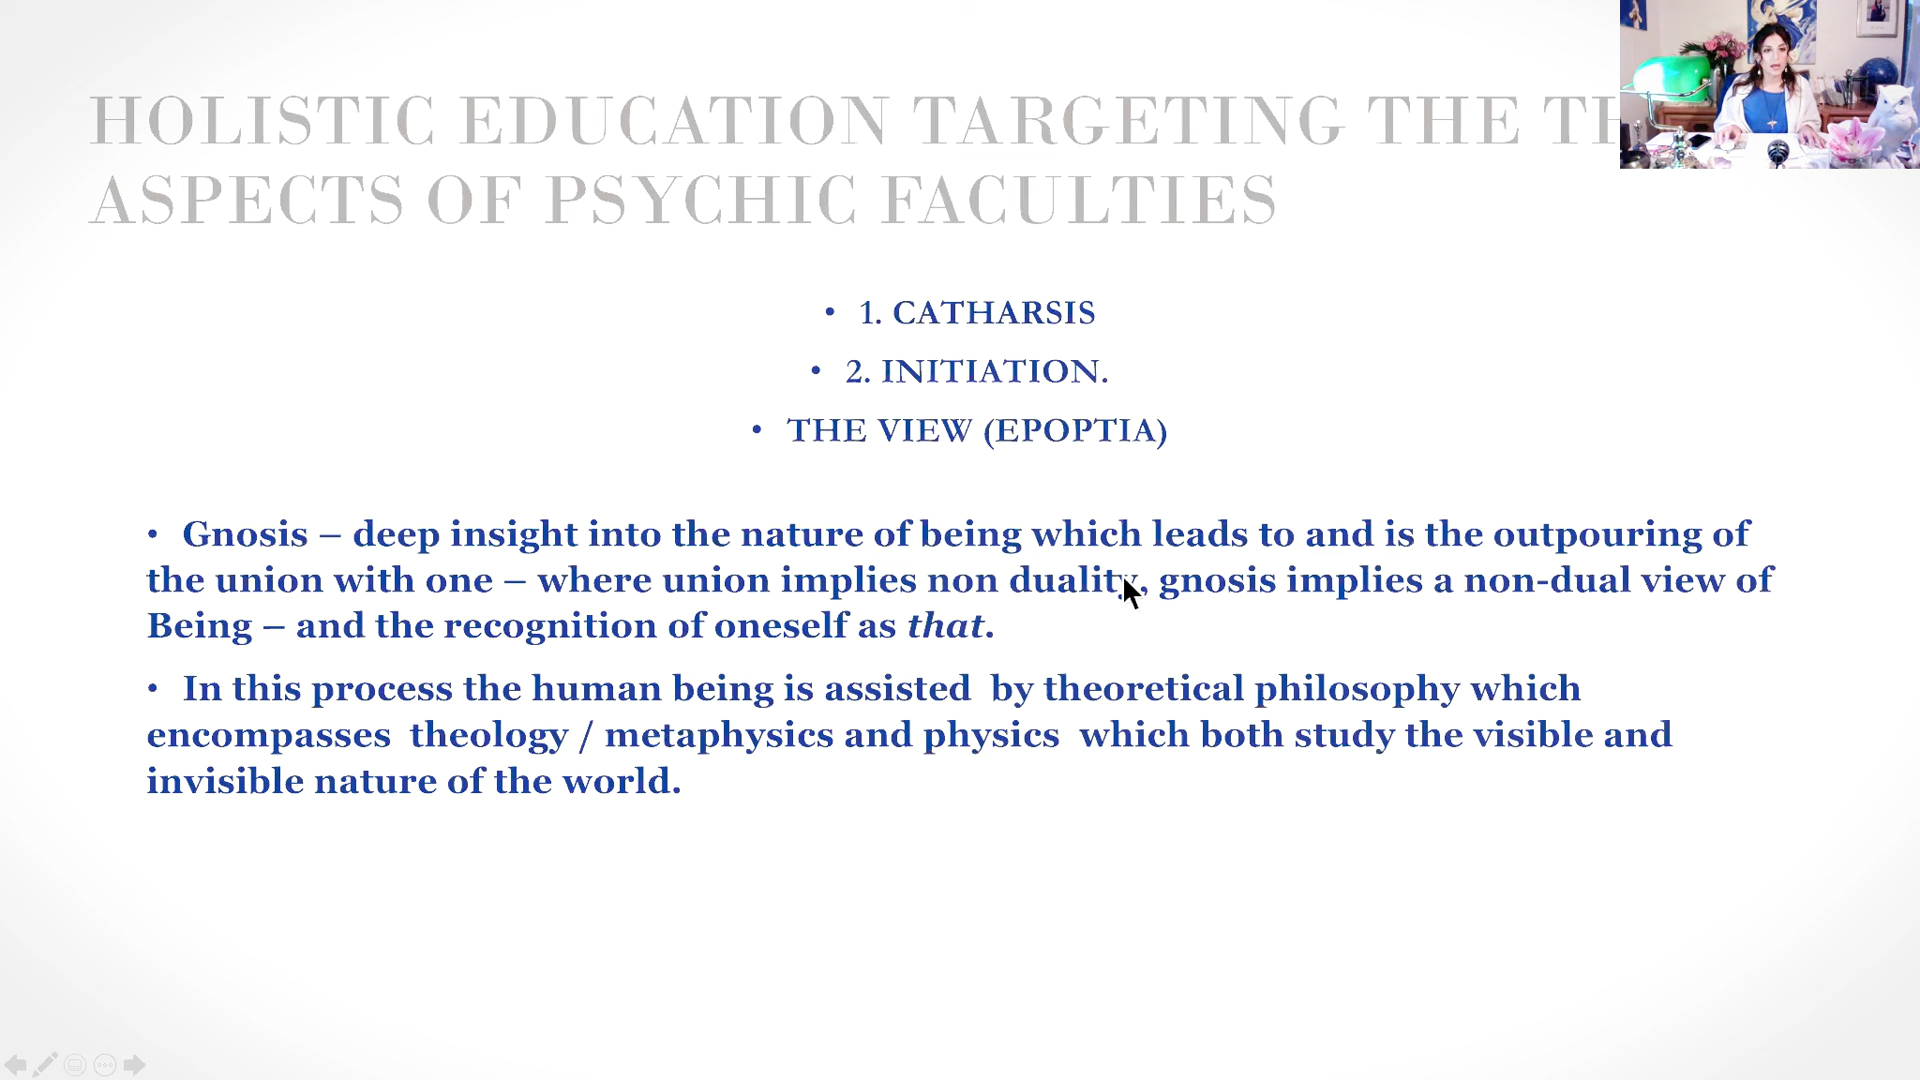 HOLISTIC EDUCATION TARGETING THE
ASPECTS OF PSYCHIC FACULTIES
• 1. CATHARSIS
• 2. INITIATION.
• THE VIEW (EPOPTIA)
• Gnosis – deep insight into the nature of being which leads to and is the outpouring of
the union with one – where union implies non duality, gnosis implies a non-dual view of
Being – and the recognition of oneself as that.
• In this process the human being is assisted by theoretical philosophy which
encompasses theology / metaphysics and physics which both study the visible and
invisible nature of the world.